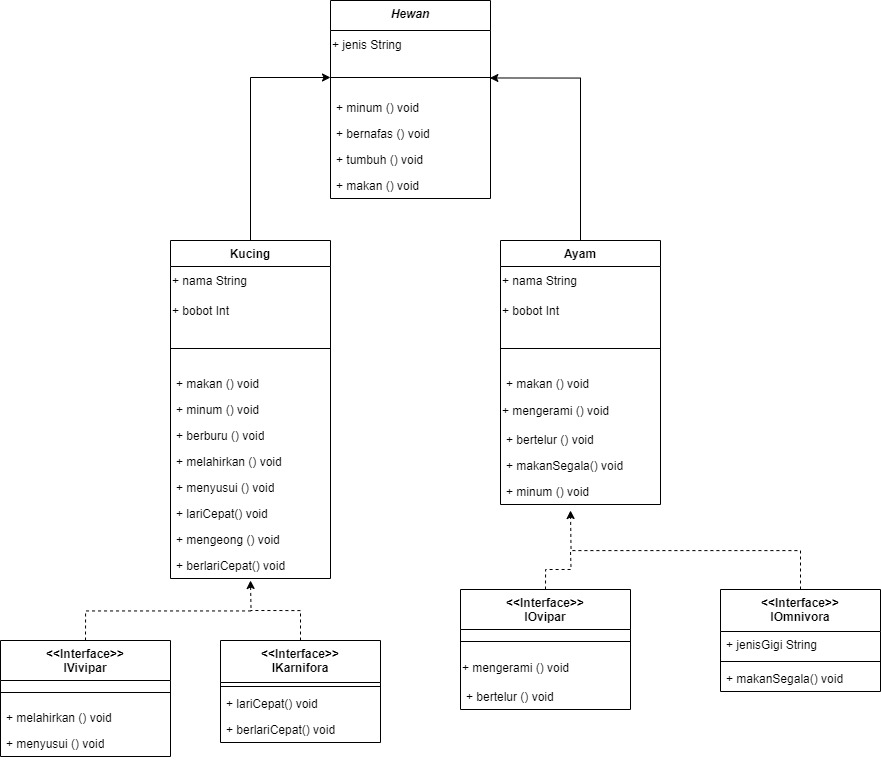 Hewan
+ jenis String
+ minum () void
+ bernafas () void
+ tumbuh () void
+ makan () void
Kucing
+ nama String
+ bobot Int
+ makan () void
+ minum () void
+ berburu () void
+ melahirkan () void
+ menyusui () void
+ lariCepat() void
+ mengeong () void
+ berlariCepat() void
Ayam
+ nama String
+ bobot Int
+ makan () void
+ mengerami () void
+ bertelur () void
+ makanSegala() void
+ minum () void
<<Interface>>
IVivipar
+ melahirkan () void
+ menyusui () void
<<Interface>>
IKarnifora
+ lariCepat() void
+ berlariCepat() void
<<Interface>>
IOvipar
+ mengerami () void
+ bertelur () void
<<Interface>>
IOmnivora
+ jenisGigi String
+ makanSegala() void